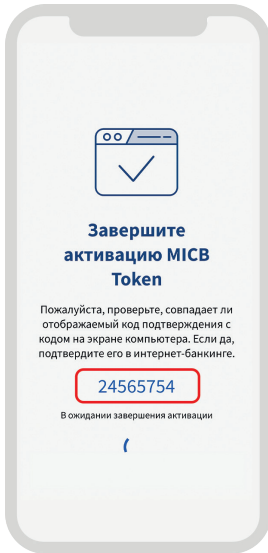 Завершите
активацию MICB
Token
Пожалуйста, проверьте, совпадает ли
отображаемый код подтверждения с
кодом на экране компьютера. Если да,
подтвердите его в интернет-банкинге.
24565754
В ожидании завершения активации